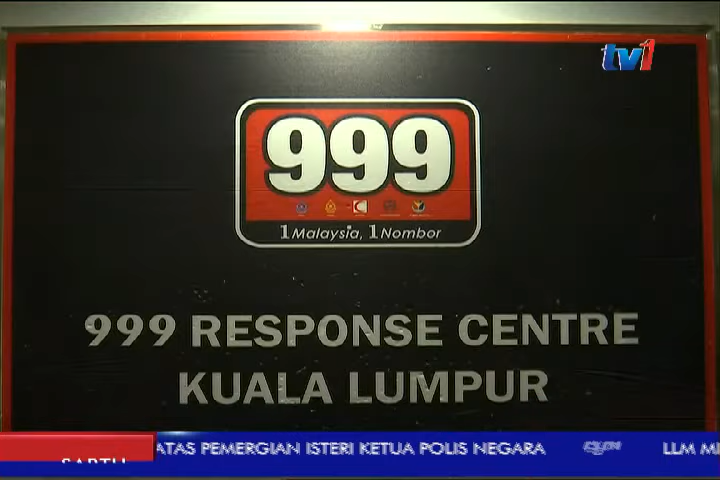 tv1
999
1Malaysia, 1Nombor
999 RESPONSE CENTRE
KUALA LUMPUR
ATAS PEMERGIAN ISTERI KETUA POLIS NEGARA
LLM